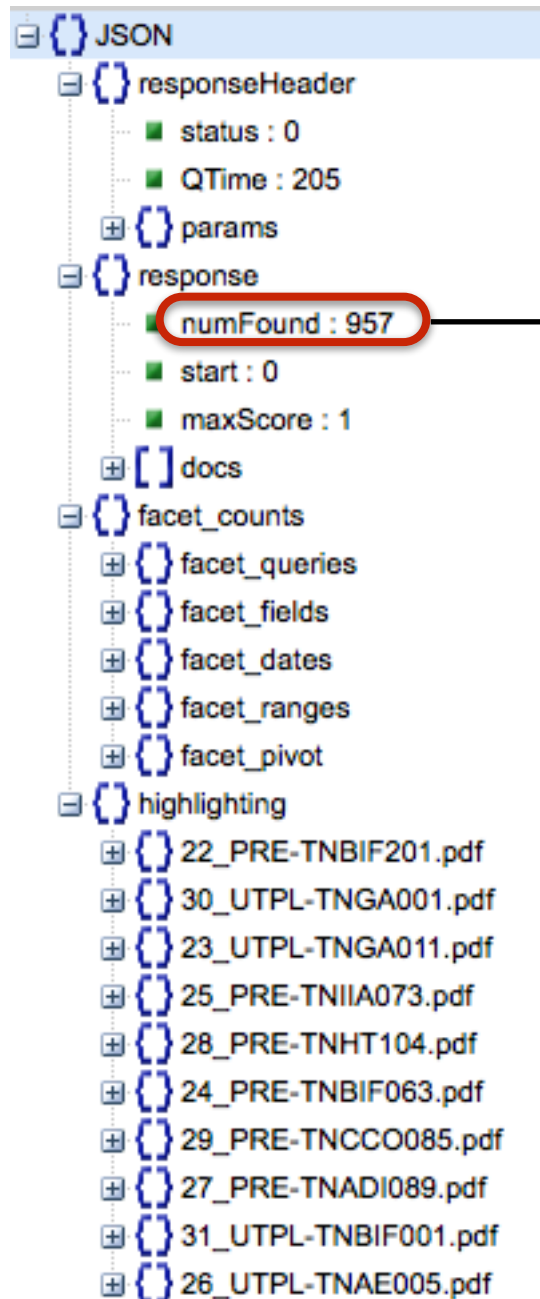 JSON
responseHeader
status : 0
QTime : 205
params
response
numFound : 957
start : 0
maxScore : 1
docs
facet_counts
facet_queries
facet_fields
facet_dates
facet_ranges
facet_pivot
highlighting
22_PRE-TNBIF201.pdf
30_UTPL-TNGA001.pdf
23_UTPL-TNGA011.pdf
25_PRE-TNIIA073.pdf
28_PRE-TNHT104.pdf
24_PRE-TNBIF063.pdf
29_PRE-TNCCO085.pdf
27_PRE-TNADI089.pdf
31_UTPL-TNBIF001.pdf
26_UTPL-TNAE005.pdf